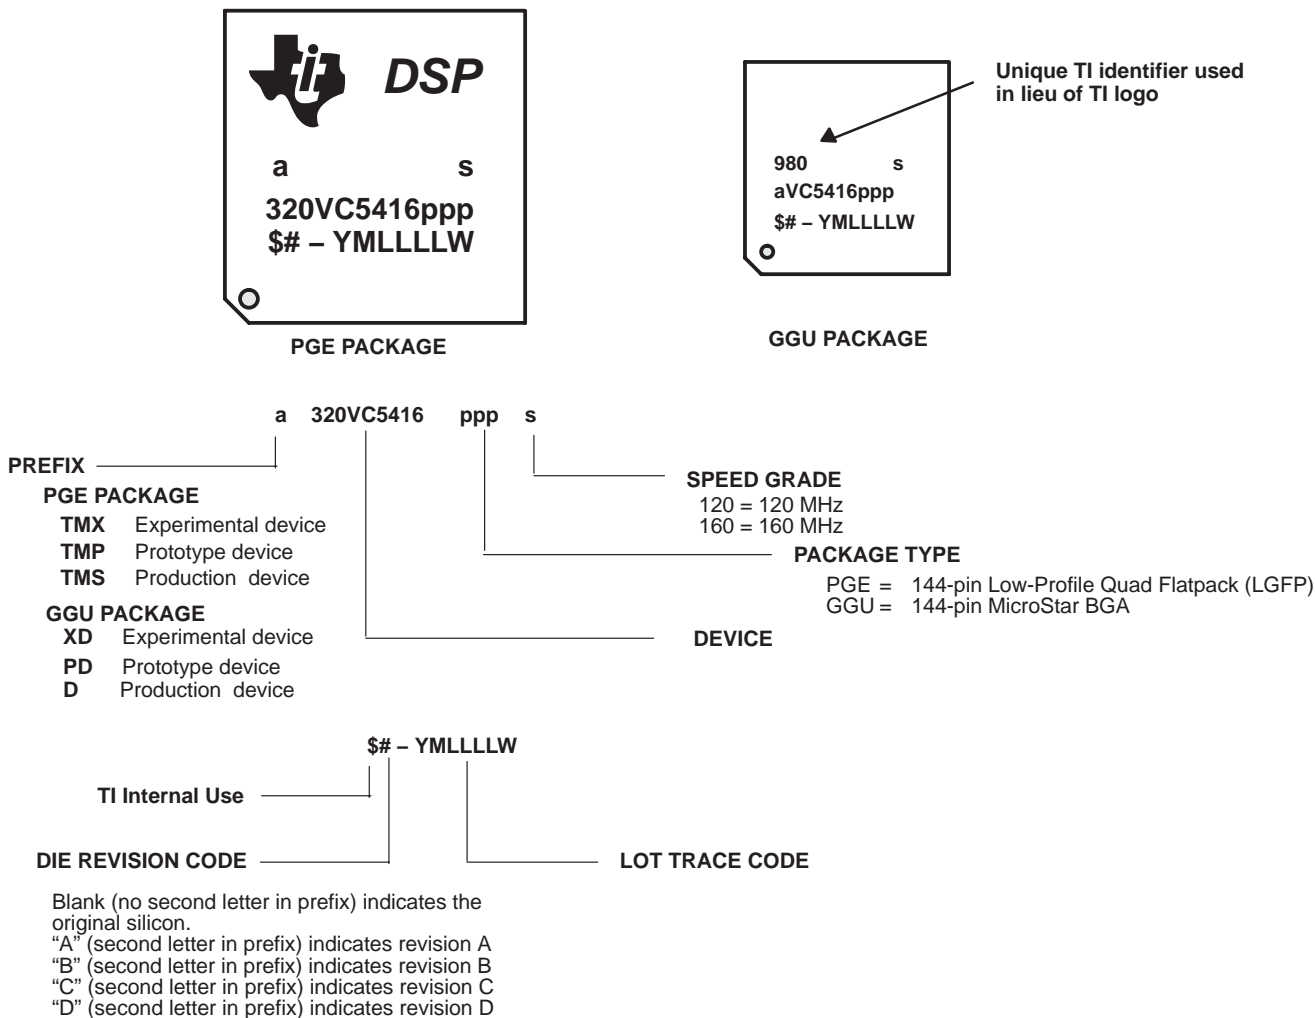 ti DSP
a s
320VC5416ppp
$# – YMLLLLW
PGE PACKAGE
Unique TI identifier used
in lieu of TI logo
980 s
aVC5416ppp
$# – YMLLLLW
GGU PACKAGE
a 320VC5416 ppp s
PREFIX
PGE PACKAGE
TMX Experimental device
TMP Prototype device
TMS Production device
GGU PACKAGE
XD Experimental device
PD Prototype device
D Production device
SPEED GRADE
120 = 120 MHz
160 = 160 MHz
PACKAGE TYPE
PGE = 144-pin Low-Profile Quad Flatpack (LGFP)
GGU = 144-pin MicroStar BGA
DEVICE
$# – YMLLLLW
TI Internal Use
DIE REVISION CODE
LOT TRACE CODE
Blank (no second letter in prefix) indicates the
original silicon.
“A” (second letter in prefix) indicates revision A
“B” (second letter in prefix) indicates revision B
“C” (second letter in prefix) indicates revision C
“D” (second letter in prefix) indicates revision D